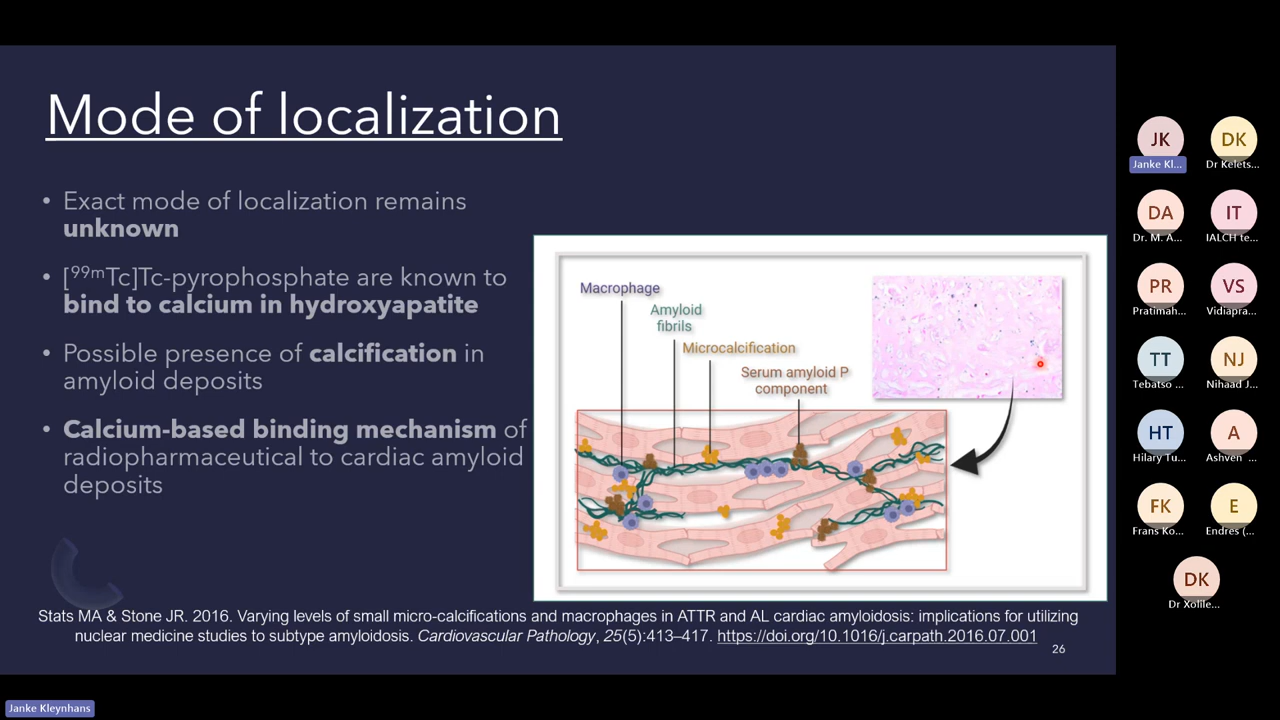 Mode of localization
• Exact mode of localization remains
unknown
• [⁹⁹ᵐTc]Tc-pyrophosphate are known to
bind to calcium in hydroxyapatite
• Possible presence of calcification in
amyloid deposits
• Calcium-based binding mechanism of
radiopharmaceutical to cardiac amyloid
deposits
Macrophage
Amyloid
fibrils
Microcalcification
Serum amyloid P
component
Stats MA & Stone JR. 2016. Varying levels of small micro-calcifications and macrophages in ATTR and AL cardiac amyloidosis: implications for utilizing
nuclear medicine studies to subtype amyloidosis. Cardiovascular Pathology, 25(5):413–417. https://doi.org/10.1016/j.carpath.2016.07.001
26
JK
Janke Kl...
DK
Dr Kelets...
DA
Dr. M. A...
IT
IALCH te...
PR
Pratimah...
VS
Vidiapra...
TT
Tebatso ...
NJ
Nihaad J...
HT
Hilary Tu...
A
Ashven ...
FK
Frans Ko...
E
Endres (...
DK
Dr Xolile...
Janke Kleynhans